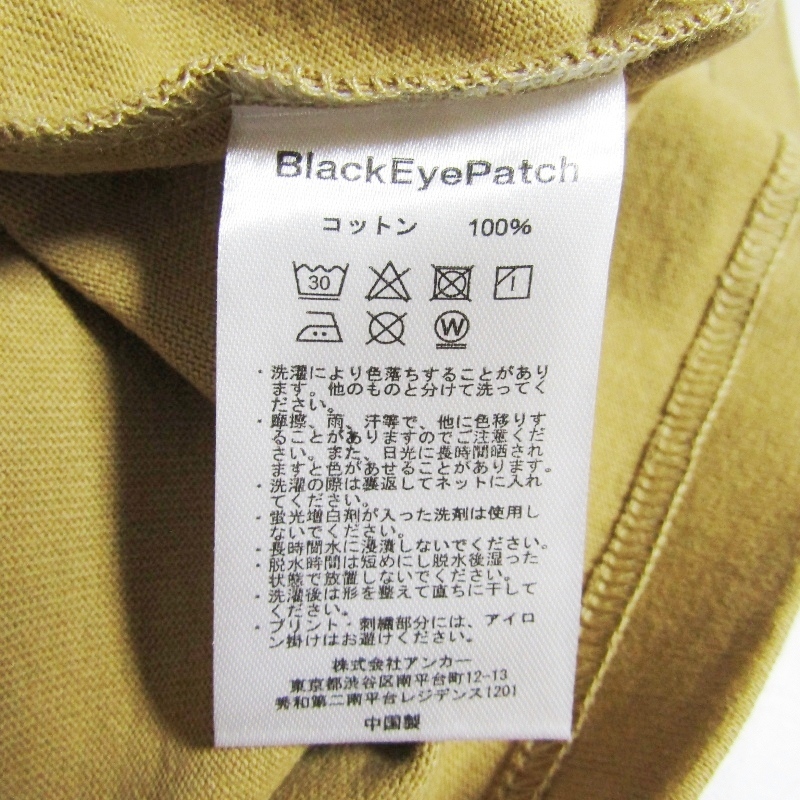 BlackEyePatch
コットン 100%
30
W
・洗濯により色落ちすることがあり
ます。他のものと分けて洗ってく
ださい。
・摩擦、雨、汗等で、他に色移りす
ることがありますのでご注意くだ
さい。また、日光に長時間晒され
ますと色があせることがあります。
・洗濯の際は裏返してネットに入れ
てください。
・蛍光増白剤が入った洗剤は使用し
ないでください。
・長時間水に浸漬しないでください。
・脱水時間は短めにし脱水後湿った
状態で放置しないでください。
・洗濯後は形を整えて直ちに干して
ください。
・プリント・刺繍部分には、アイロ
ン掛けはお避けください。
株式会社アンカー
東京都渋谷区南平台町12-13
秀和第二南平台レジデンス1201
中国製